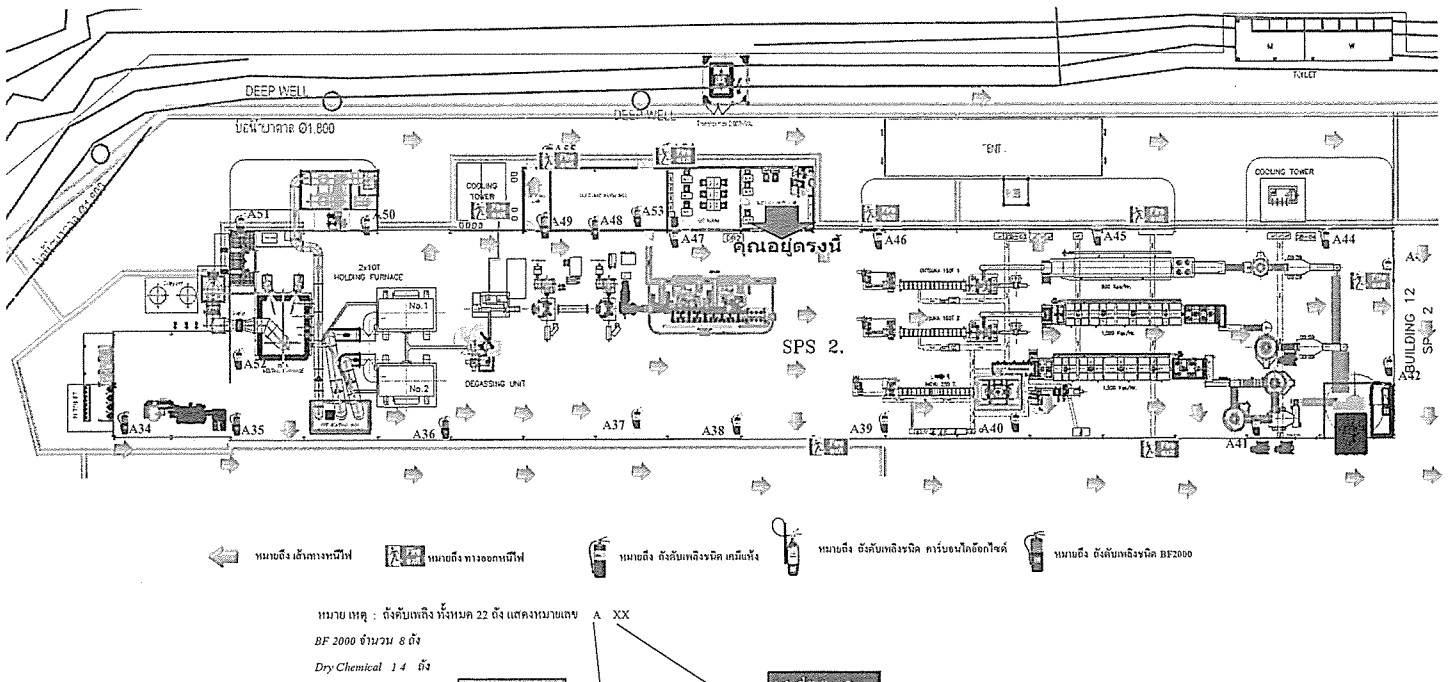 DEEP WELL
บ่อน้ำบาดาล Ø1.800
DEEP WELL
M W
TOILET
TENT
COOLING TOWER
COOLING TOWER
A51
A50
A49
A48
A53
A47
คุณอยู่ตรงนี้
A46
A45
A44
2x10T
HOLDING FURNACE
No.1
No.2
DEGASSING UNIT
SPS 2.
BUILDING 12
A52
A42
A34
A35
A36
A37
A38
A39
A40
A41
หมายถึง เส้นทางหนีไฟ
หมายถึง ทางออกหนีไฟ
หมายถึง ถังดับเพลิงชนิด เคมีแห้ง
หมายถึง ถังดับเพลิงชนิด คาร์บอนไดอ๊อกไซด์
หมายถึง ถังดับเพลิงชนิด BF2000
หมายเหตุ : ถังดับเพลิง ทั้งหมด 22 ถัง แสดงหมายเลข A XX
BF 2000 จำนวน 8 ถัง
Dry Chemical 1 4 ถัง